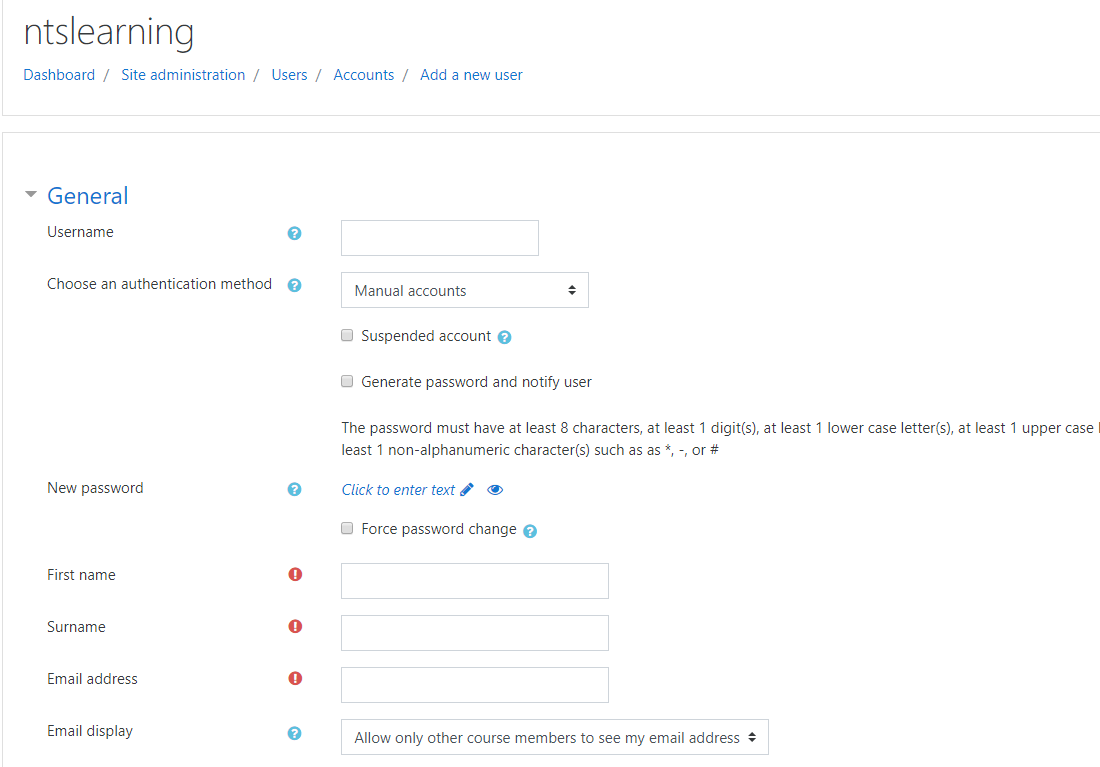 ntslearning
Dashboard / Site administration / Users / Accounts / Add a new user
General
Username
Choose an authentication method
Manual accounts
Suspended account
Generate password and notify user
The password must have at least 8 characters, at least 1 digit(s), at least 1 lower case letter(s), at least 1 upper case
least 1 non-alphanumeric character(s) such as as *, -, or #
New password
Click to enter text
Force password change
First name
Surname
Email address
Email display
Allow only other course members to see my email address